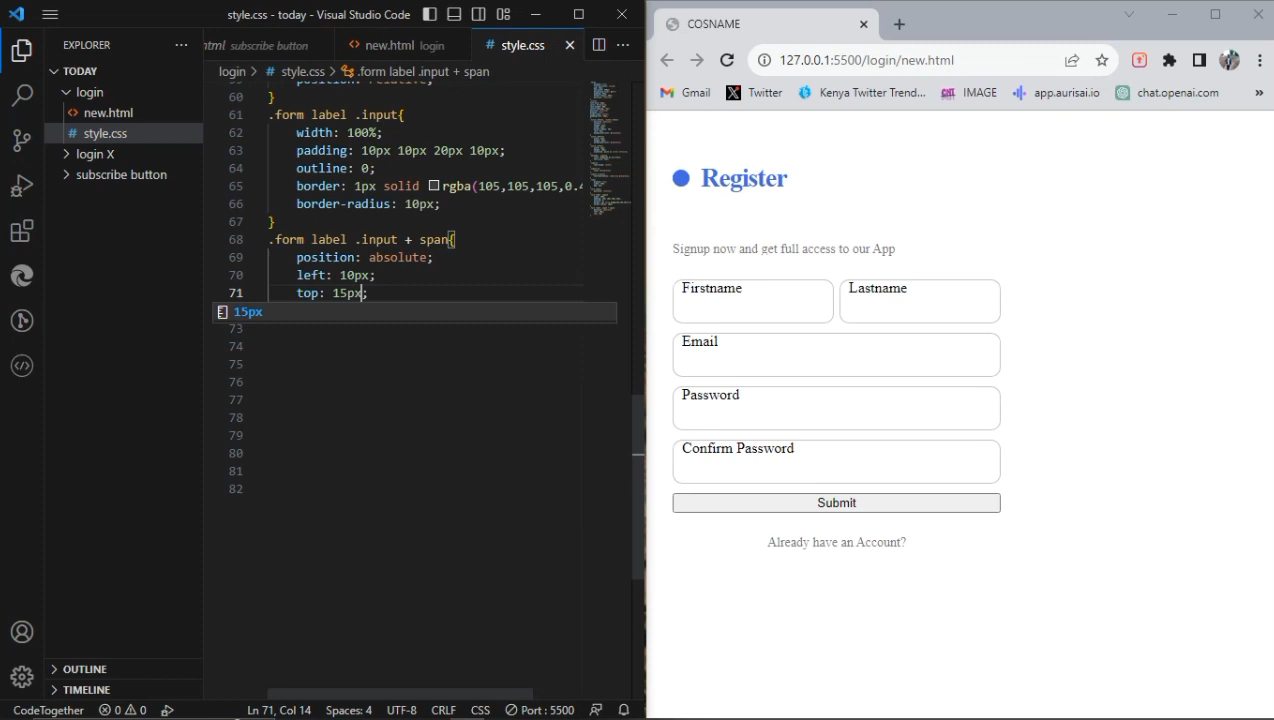 style.css - today - Visual Studio Code
EXPLORER
html subscribe button
new.html login
style.css
TODAY
login
new.html
style.css
login X
subscribe button
OUTLINE
TIMELINE
login > style.css > .form label .input + span
position: relative;
60 }
61 .form label .input{
62 width: 100%;
63 padding: 10px 10px 20px 10px;
64 outline: 0;
65 border: 1px solid rgba(105,105,105,0.4
66 border-radius: 10px;
67 }
68 .form label .input + span{
69 position: absolute;
70 left: 10px;
71 top: 15px;
15px
73
74
75
76
77
78
79
80
81
82
CodeTogether 0 0 Ln 71, Col 14 Spaces: 4 UTF-8 CRLF CSS Port : 5500
COSNAME
127.0.0.1:5500/login/new.html
Gmail Twitter Kenya Twitter Trend... IMAGE app.aurisai.io chat.openai.com »
Register
Signup now and get full access to our App
Firstname Lastname
Email
Password
Confirm Password
Submit
Already have an Account?